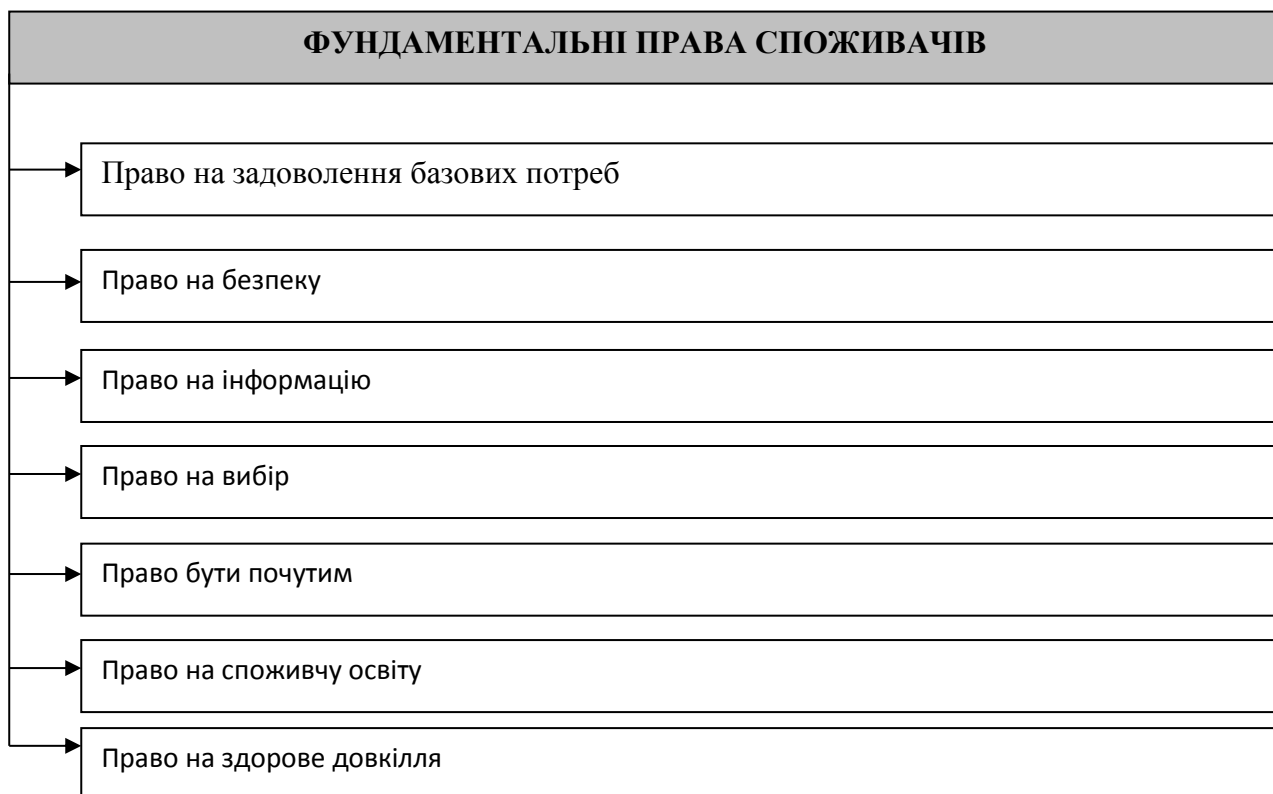 ФУНДАМЕНТАЛЬНІ ПРАВА СПОЖИВАЧІВ
Право на задоволення базових потреб
Право на безпеку
Право на інформацію
Право на вибір
Право бути почутим
Право на споживчу освіту
Право на здорове довкілля